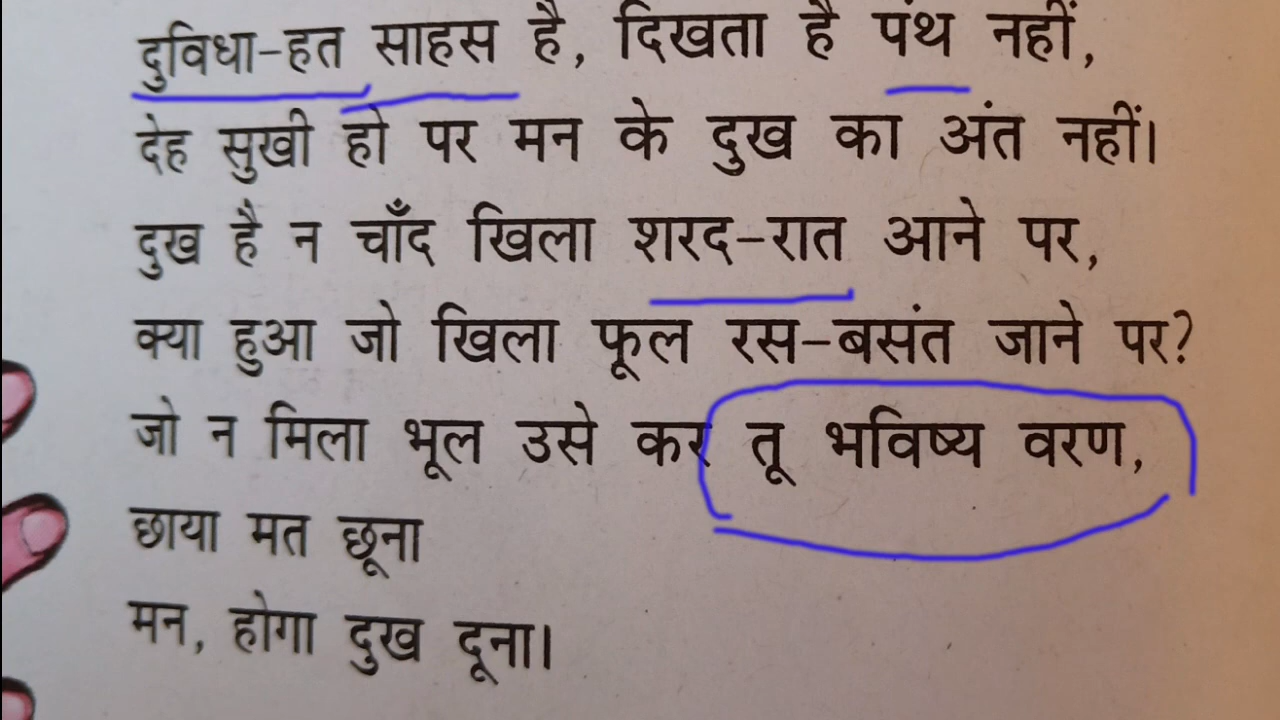 दुविधा-हत साहस है, दिखता है पंथ नहीं,
देह सुखी हो पर मन के दुख का अंत नहीं।
दुख है न चाँद खिला शरद-रात आने पर,
क्या हुआ जो खिला फूल रस-बसंत जाने पर?
जो न मिला भूल उसे कर तू भविष्य वरण,
छाया मत छूना
मन, होगा दुख दूना।